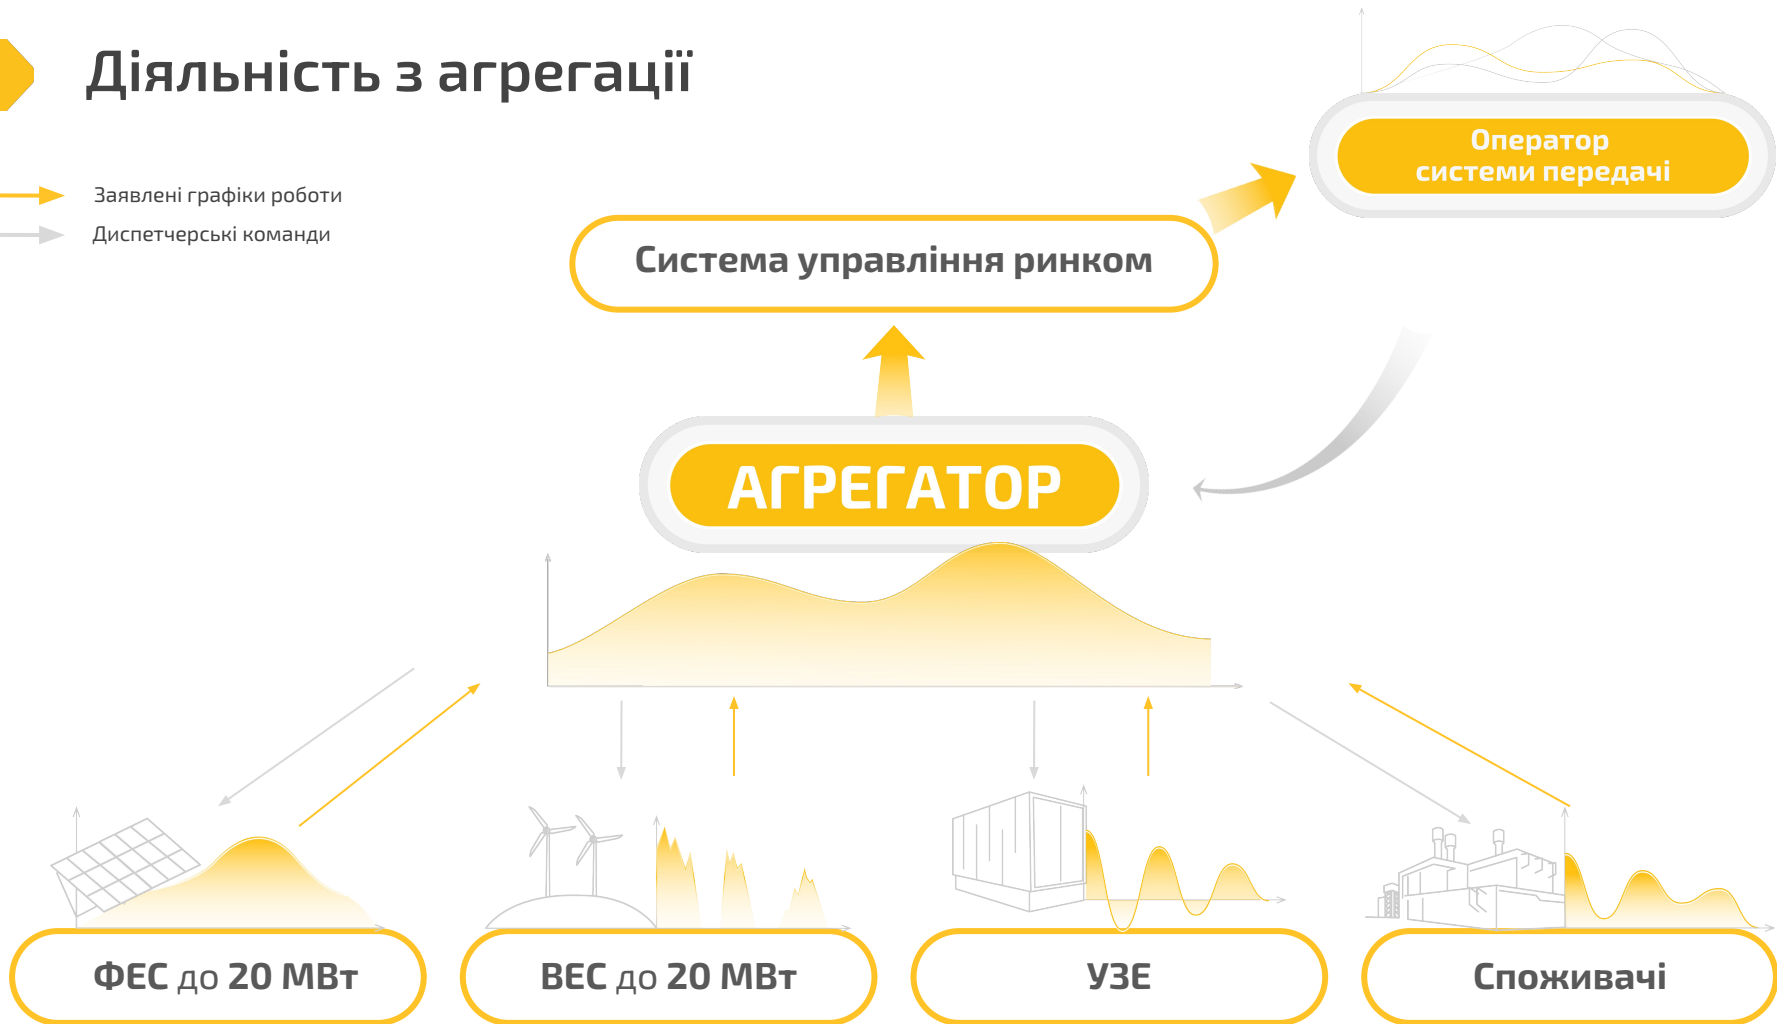 Діяльність з агрегації
Оператор
системи передачі
Заявлені графіки роботи
Диспетчерські команди
Система управління ринком
АГРЕГАТОР
ФЕС до 20 МВт
ВЕС до 20 МВт
УЗЕ
Споживачі